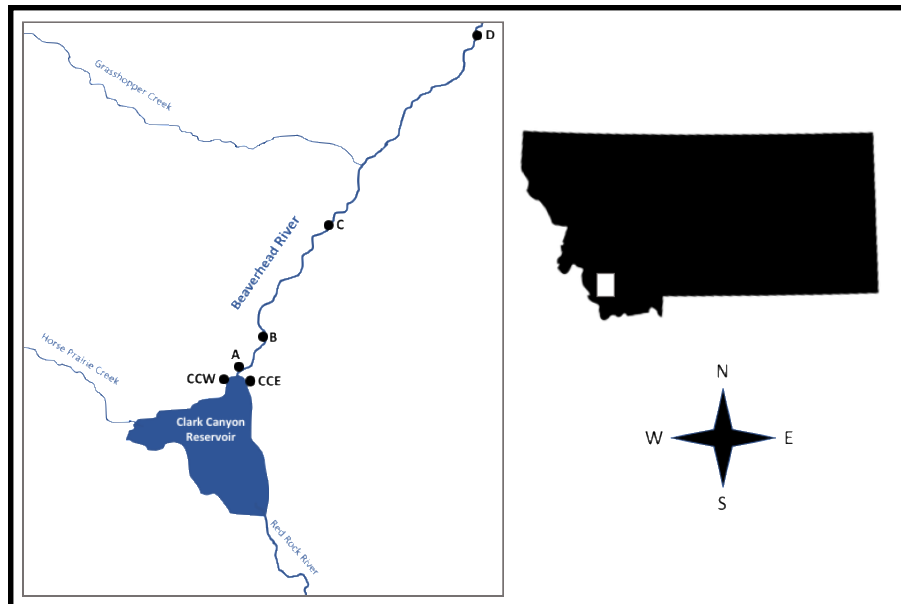 D
Grasshopper Creek
C
Beaverhead River
B
Horse Prairie Creek
A
CCW
CCE
Clark Canyon
Reservoir
Red Rock River
N
W
E
S